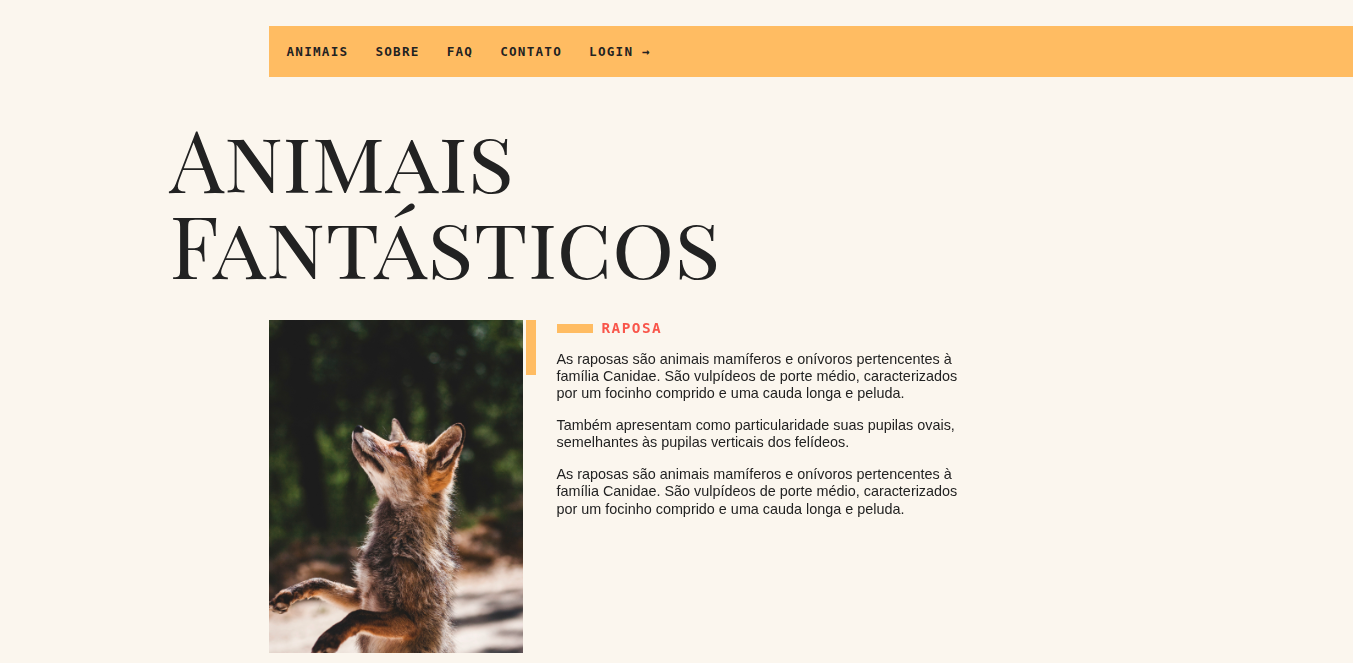 ANIMAIS SOBRE FAQ CONTATO LOGIN →
ANIMAIS
FANTÁSTICOS
RAPOSA
As raposas são animais mamíferos e onívoros pertencentes à
família Canidae. São vulpídeos de porte médio, caracterizados
por um focinho comprido e uma cauda longa e peluda.
Também apresentam como particularidade suas pupilas ovais,
semelhantes às pupilas verticais dos felídeos.
As raposas são animais mamíferos e onívoros pertencentes à
família Canidae. São vulpídeos de porte médio, caracterizados
por um focinho comprido e uma cauda longa e peluda.